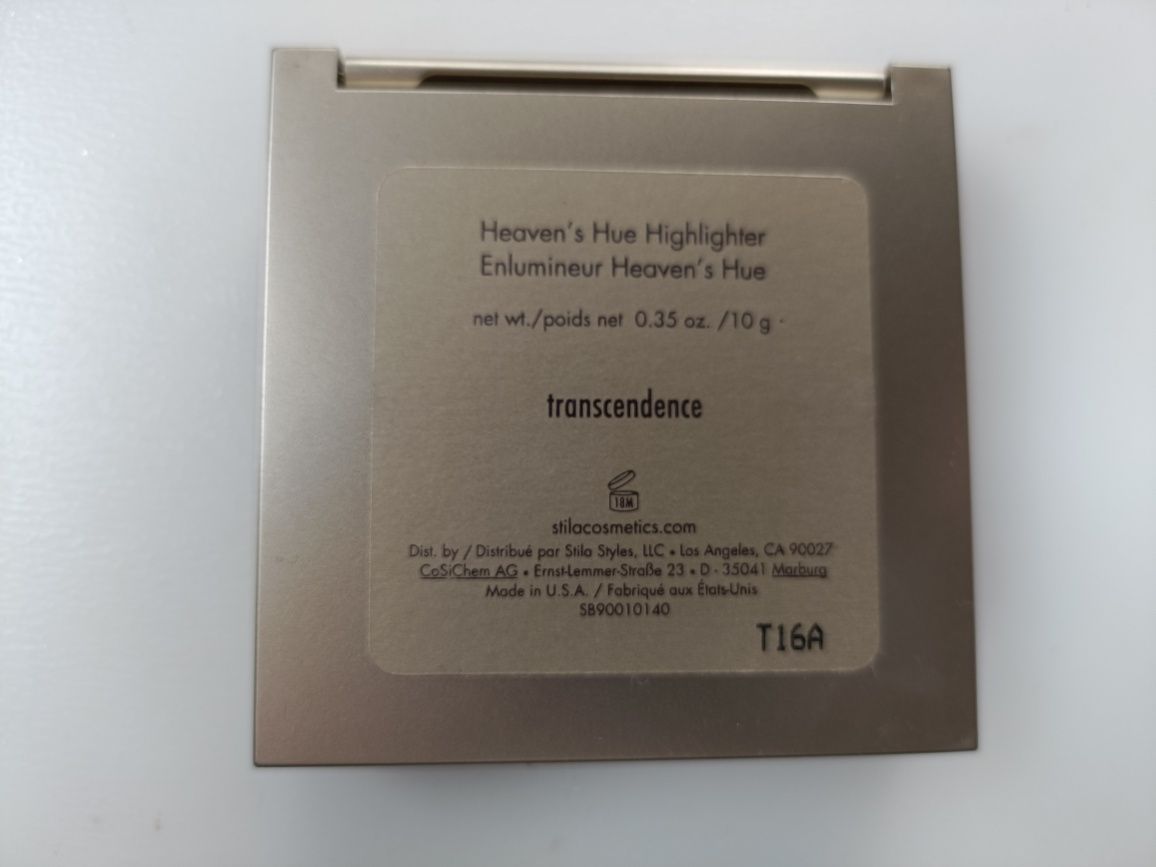 Heaven's Hue Highlighter
Enlumineur Heaven's Hue
net wt./poids net 0.35 oz. /10 g
transcendence
18M
stilacosmetics.com
Dist. by / Distribué par Stila Styles, LLC • Los Angeles, CA 90027
CoSiChem AG • Ernst-Lemmer-Straße 23 • D - 35041 Marburg
Made in U.S.A. / Fabriqué aux États-Unis
SB90010140
T16A